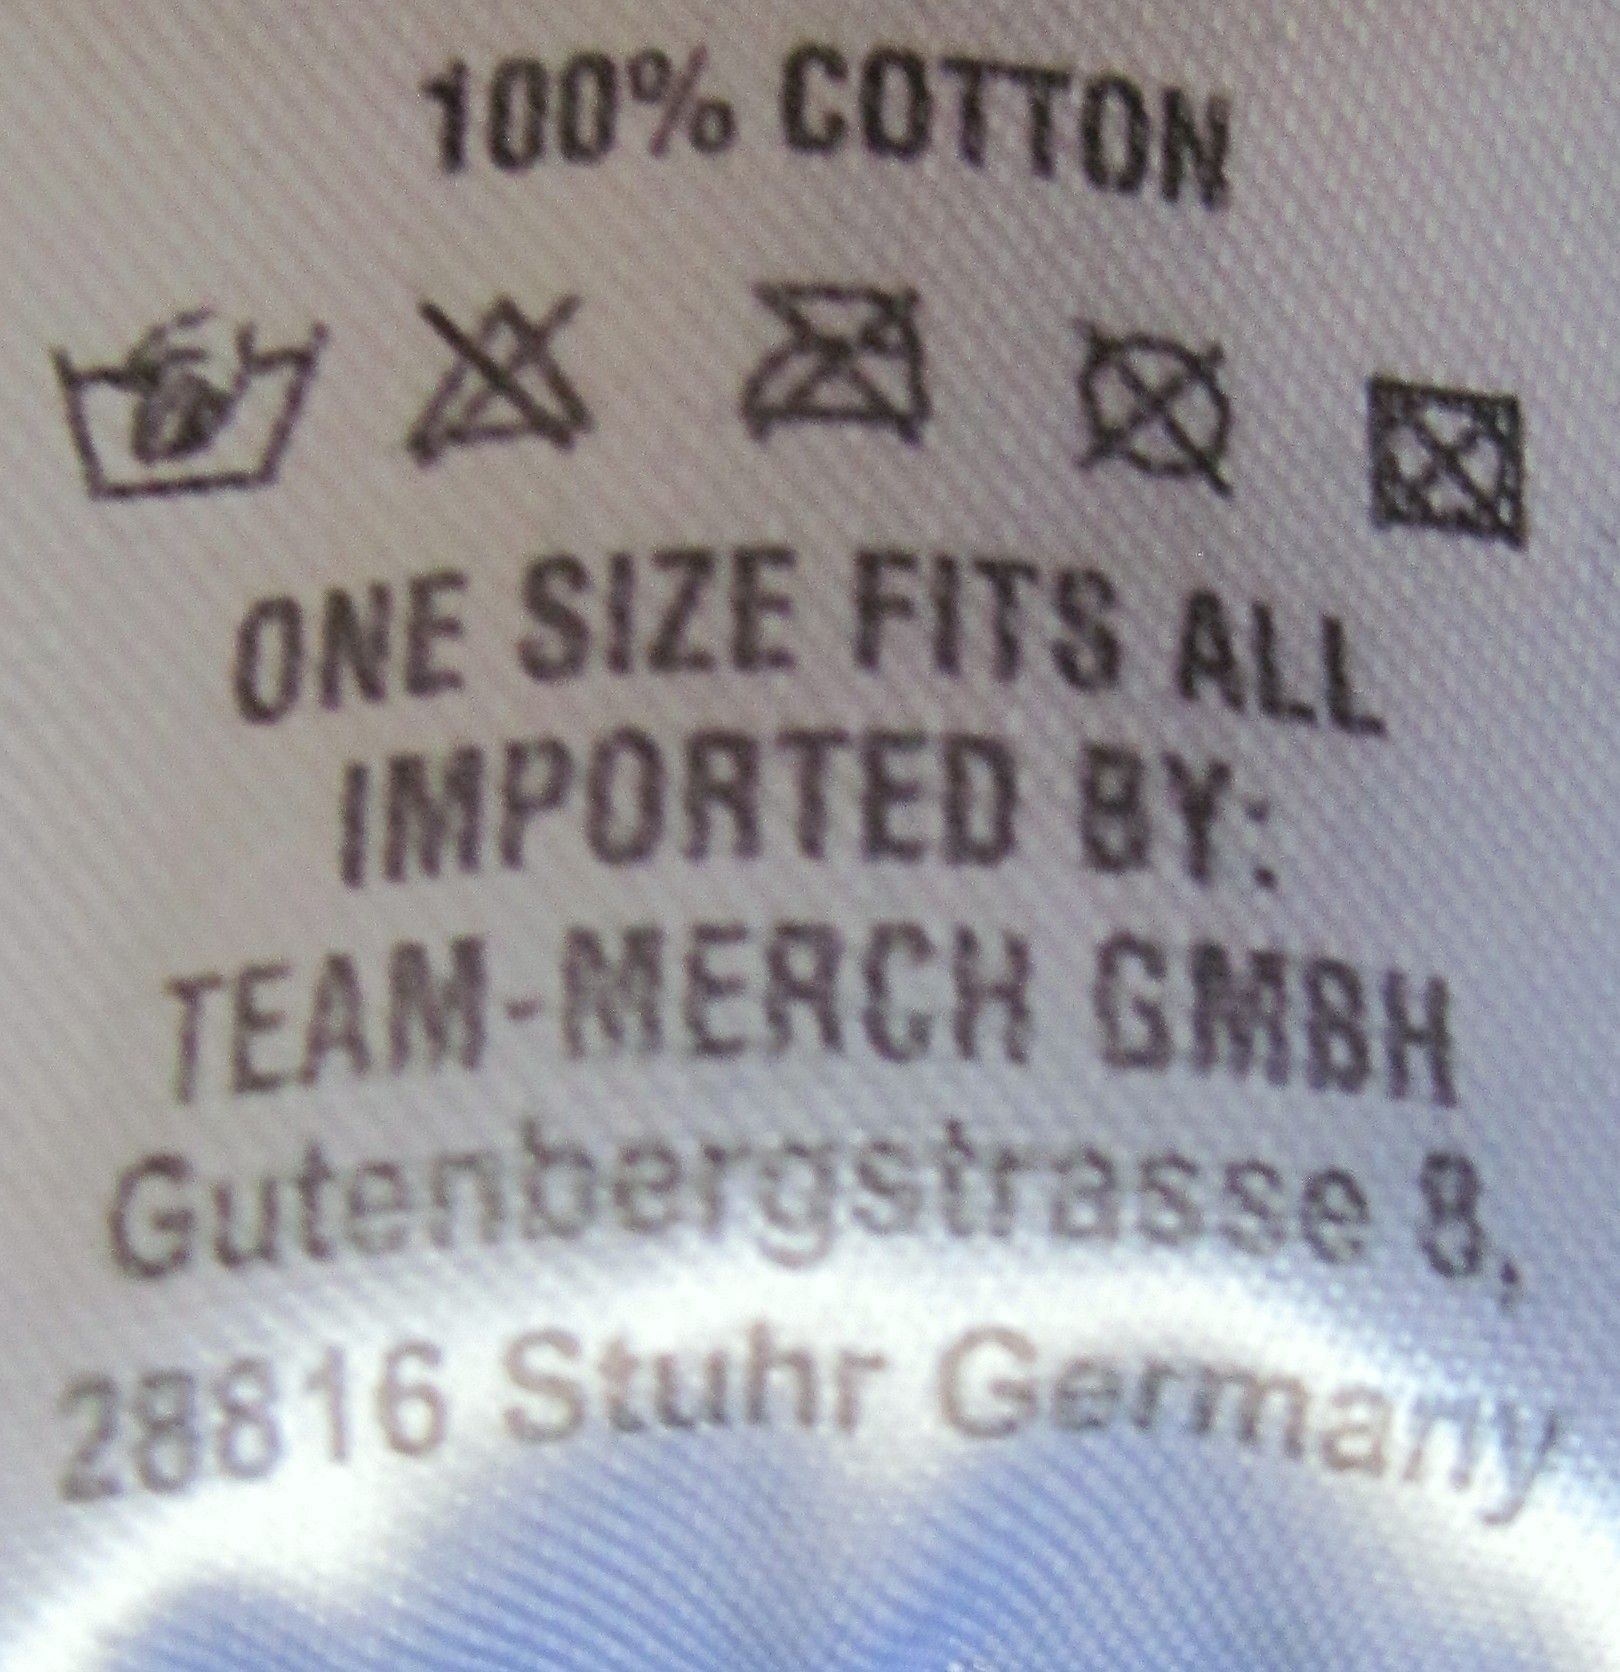 100% COTTON
ONE SIZE FITS ALL
IMPORTED BY:
TEAM-MERCH GMBH
Gutenbergstrasse 8,
28816 Stuhr Germany